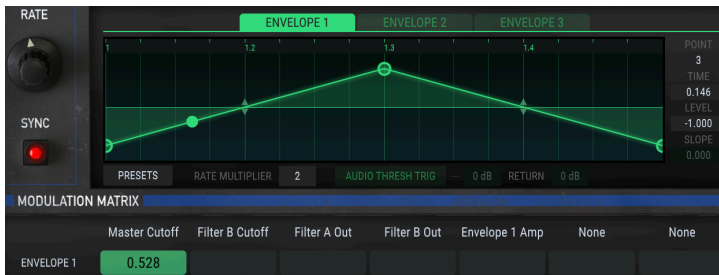 RATE
ENVELOPE 1 ENVELOPE 2 ENVELOPE 3
1 1.2 1.3 1.4
POINT
3
TIME
0.146
LEVEL
-1.000
SLOPE
0.000
SYNC
PRESETS RATE MULTIPLIER 2 AUDIO THRESH TRIG — 0 dB RETURN 0 dB
MODULATION MATRIX
Master Cutoff Filter B Cutoff Filter A Out Filter B Out Envelope 1 Amp None None
ENVELOPE 1 0.528